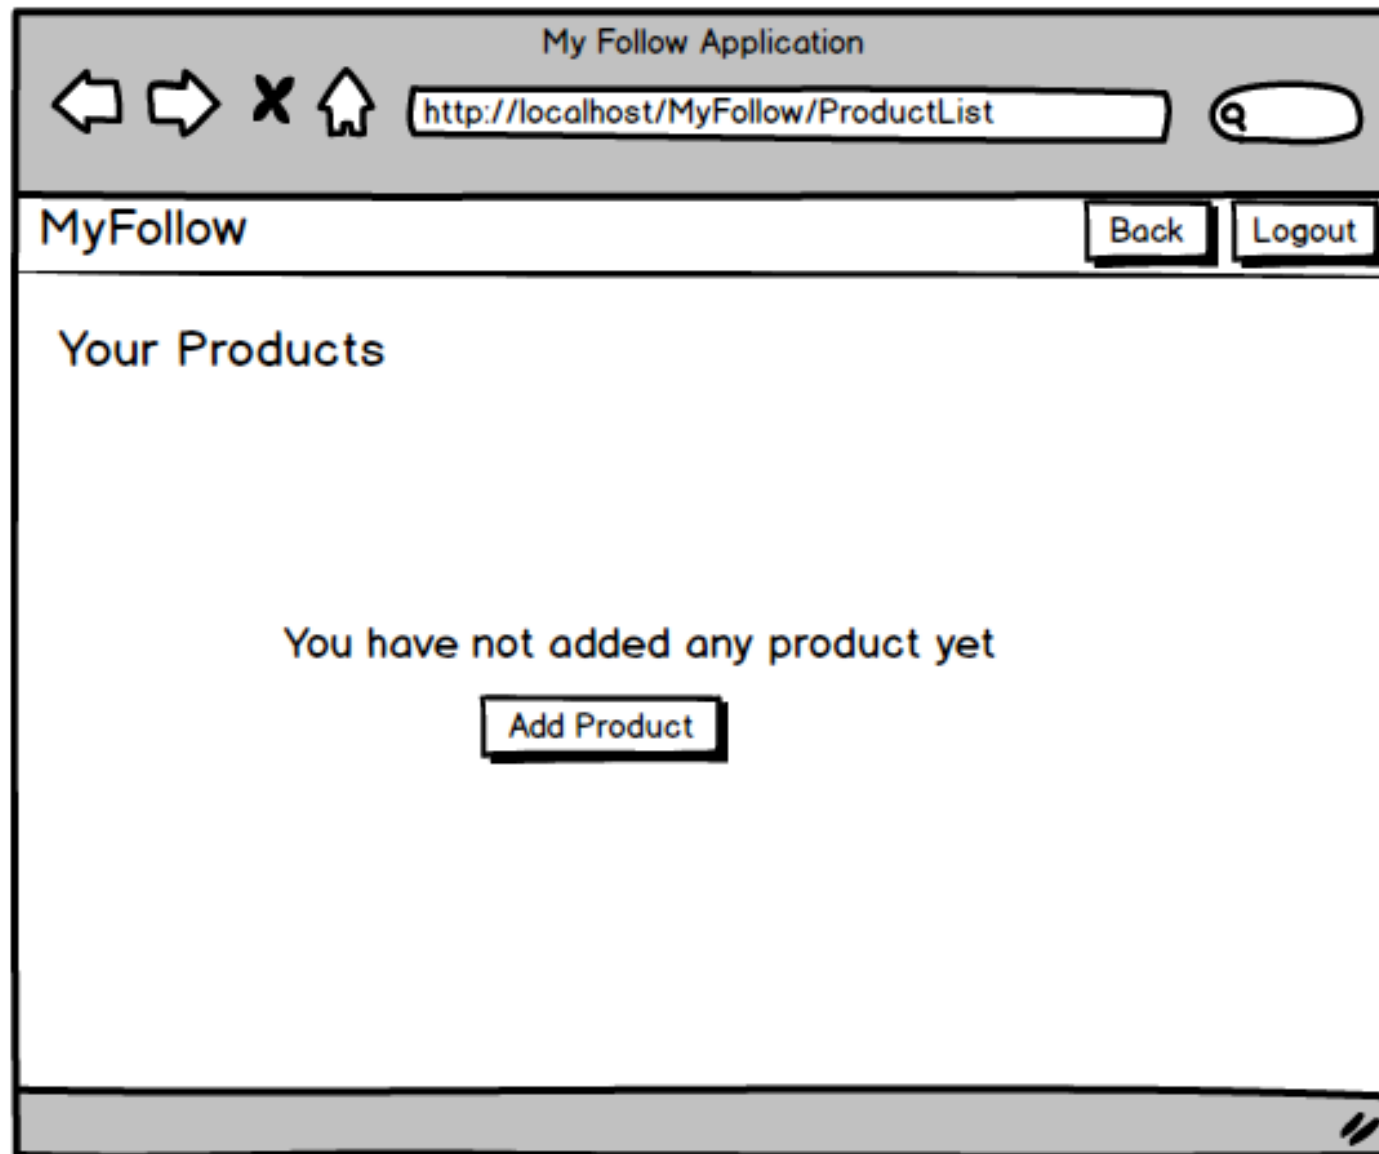 My Follow Application
http://localhost/MyFollow/ProductList
MyFollow
Back
Logout
Your Products
You have not added any product yet
Add Product